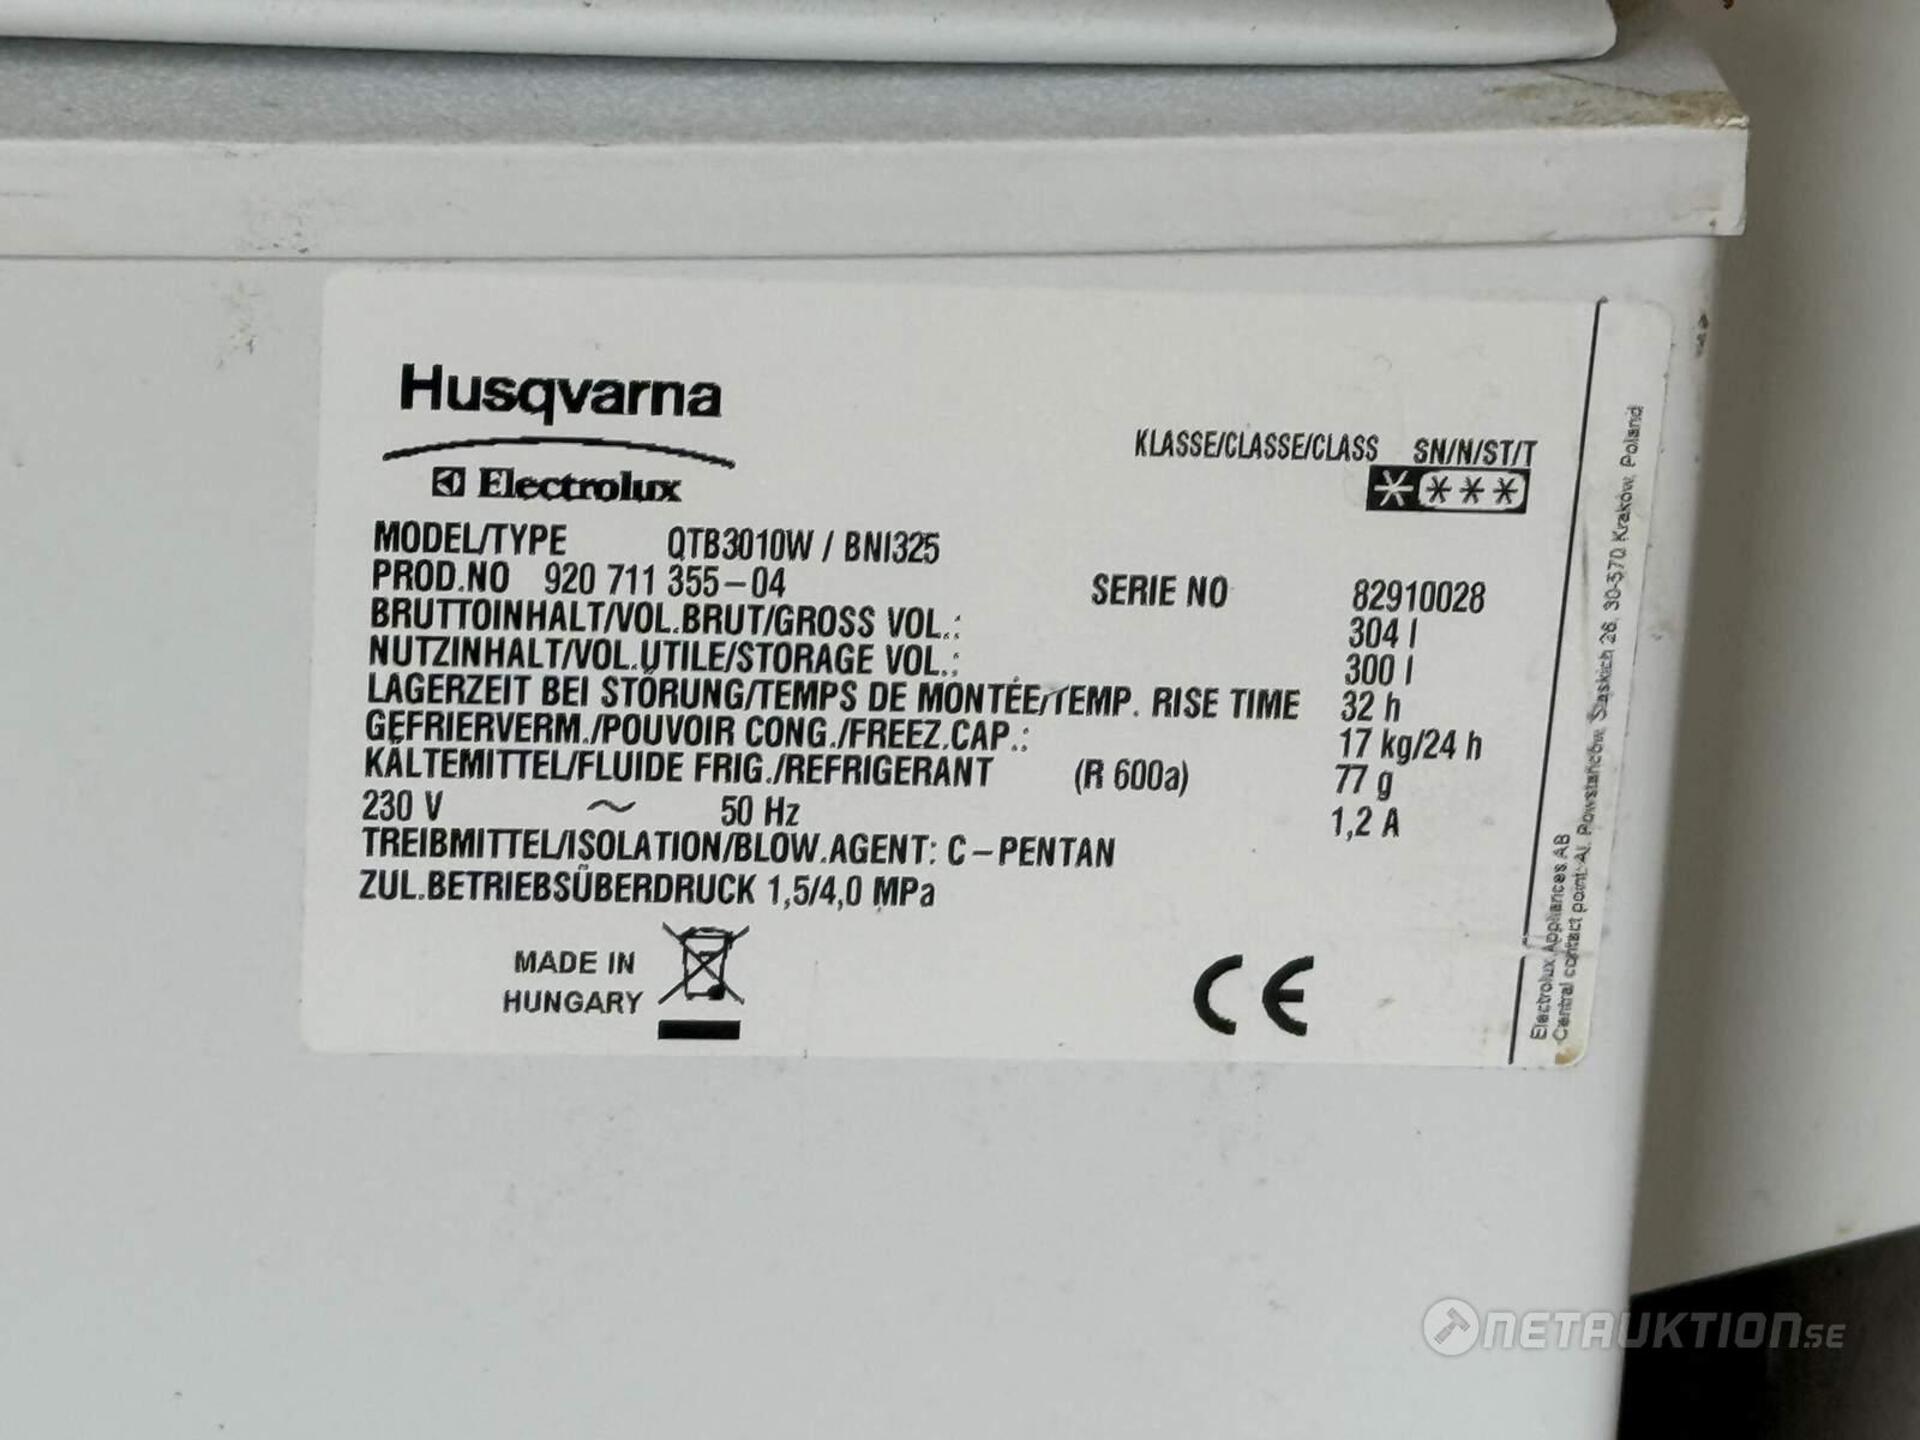 Husqvarna
Electrolux
KLASSE/CLASSE/CLASS SN/N/ST/T
MODEL/TYPE QTB3010W / BNI325
PROD.NO 920 711 355-04 SERIE NO 82910028
BRUTTOINHALT/VOL.BRUT/GROSS VOL.: 304 l
NUTZINHALT/VOL.UTILE/STORAGE VOL.: 300 l
LAGERZEIT BEI STÖRUNG/TEMPS DE MONTÉE/TEMP. RISE TIME 32 h
GEFRIERVERM./POUVOIR CONG./FREEZ.CAP.: 17 kg/24 h
KÄLTEMITTEL/FLUIDE FRIG./REFRIGERANT (R 600a) 77 g
230 V ~ 50 Hz 1,2 A
TREIBMITTEL/ISOLATION/BLOW.AGENT: C-PENTAN
ZUL.BETRIEBSÜBERDRUCK 1,5/4,0 MPa
MADE IN
HUNGARY
CE
Electrolux Appliances AB
Central contact point: Al. Powstańców Śląskich 26, 30-570 Kraków, Poland
NETAUKTION.SE